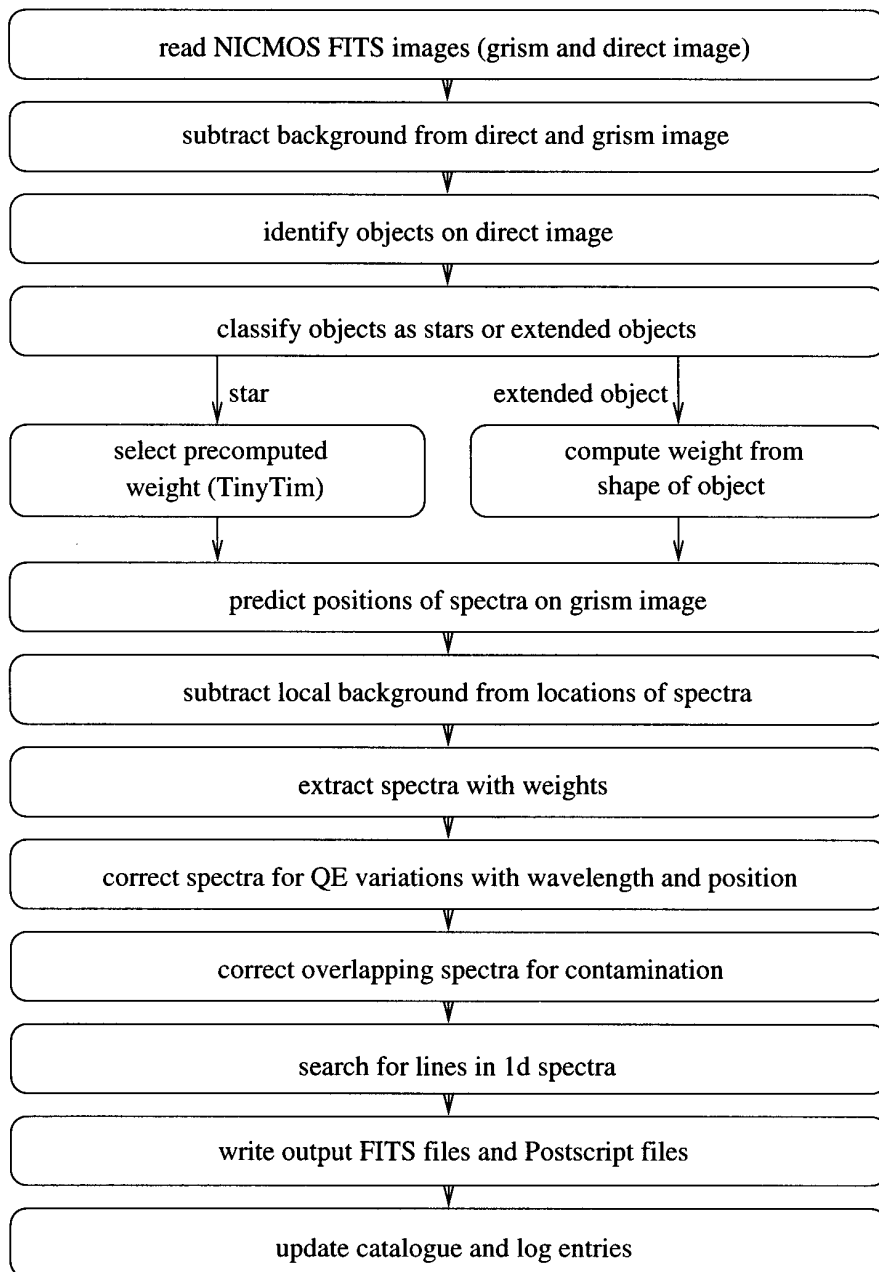 read NICMOS FITS images (grism and direct image)
subtract background from direct and grism image
identify objects on direct image
classify objects as stars or extended objects
star
extended object
select precomputed
weight (TinyTim)
compute weight from
shape of object
predict positions of spectra on grism image
subtract local background from locations of spectra
extract spectra with weights
correct spectra for QE variations with wavelength and position
correct overlapping spectra for contamination
search for lines in 1d spectra
write output FITS files and Postscript files
update catalogue and log entries